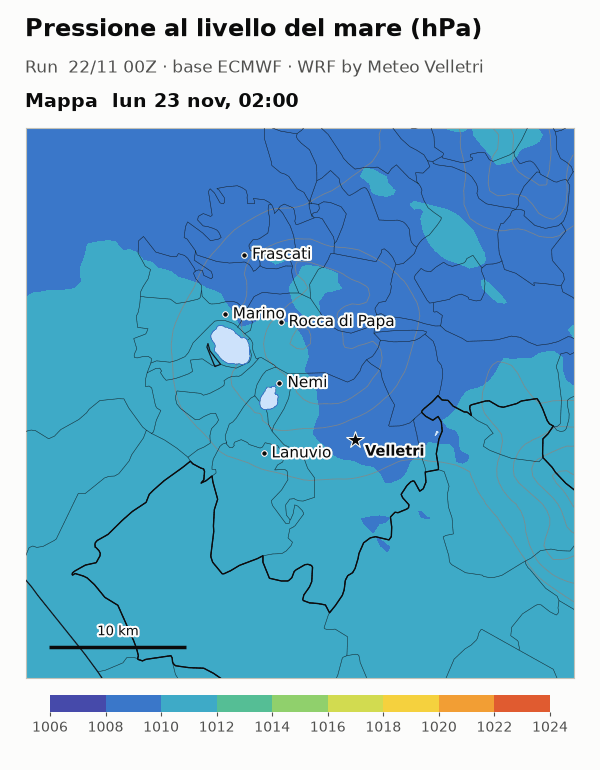 Pressione al livello del mare (hPa)
Run  22/11 00Z · base ECMWF · WRF by Meteo Velletri
Mappa  lun 23 nov, 02:00
Frascati
Marino
Rocca di Papa
Nemi
Velletri
Lanuvio
10 km
1006 1008 1010 1012 1014 1016 1018 1020 1022 1024